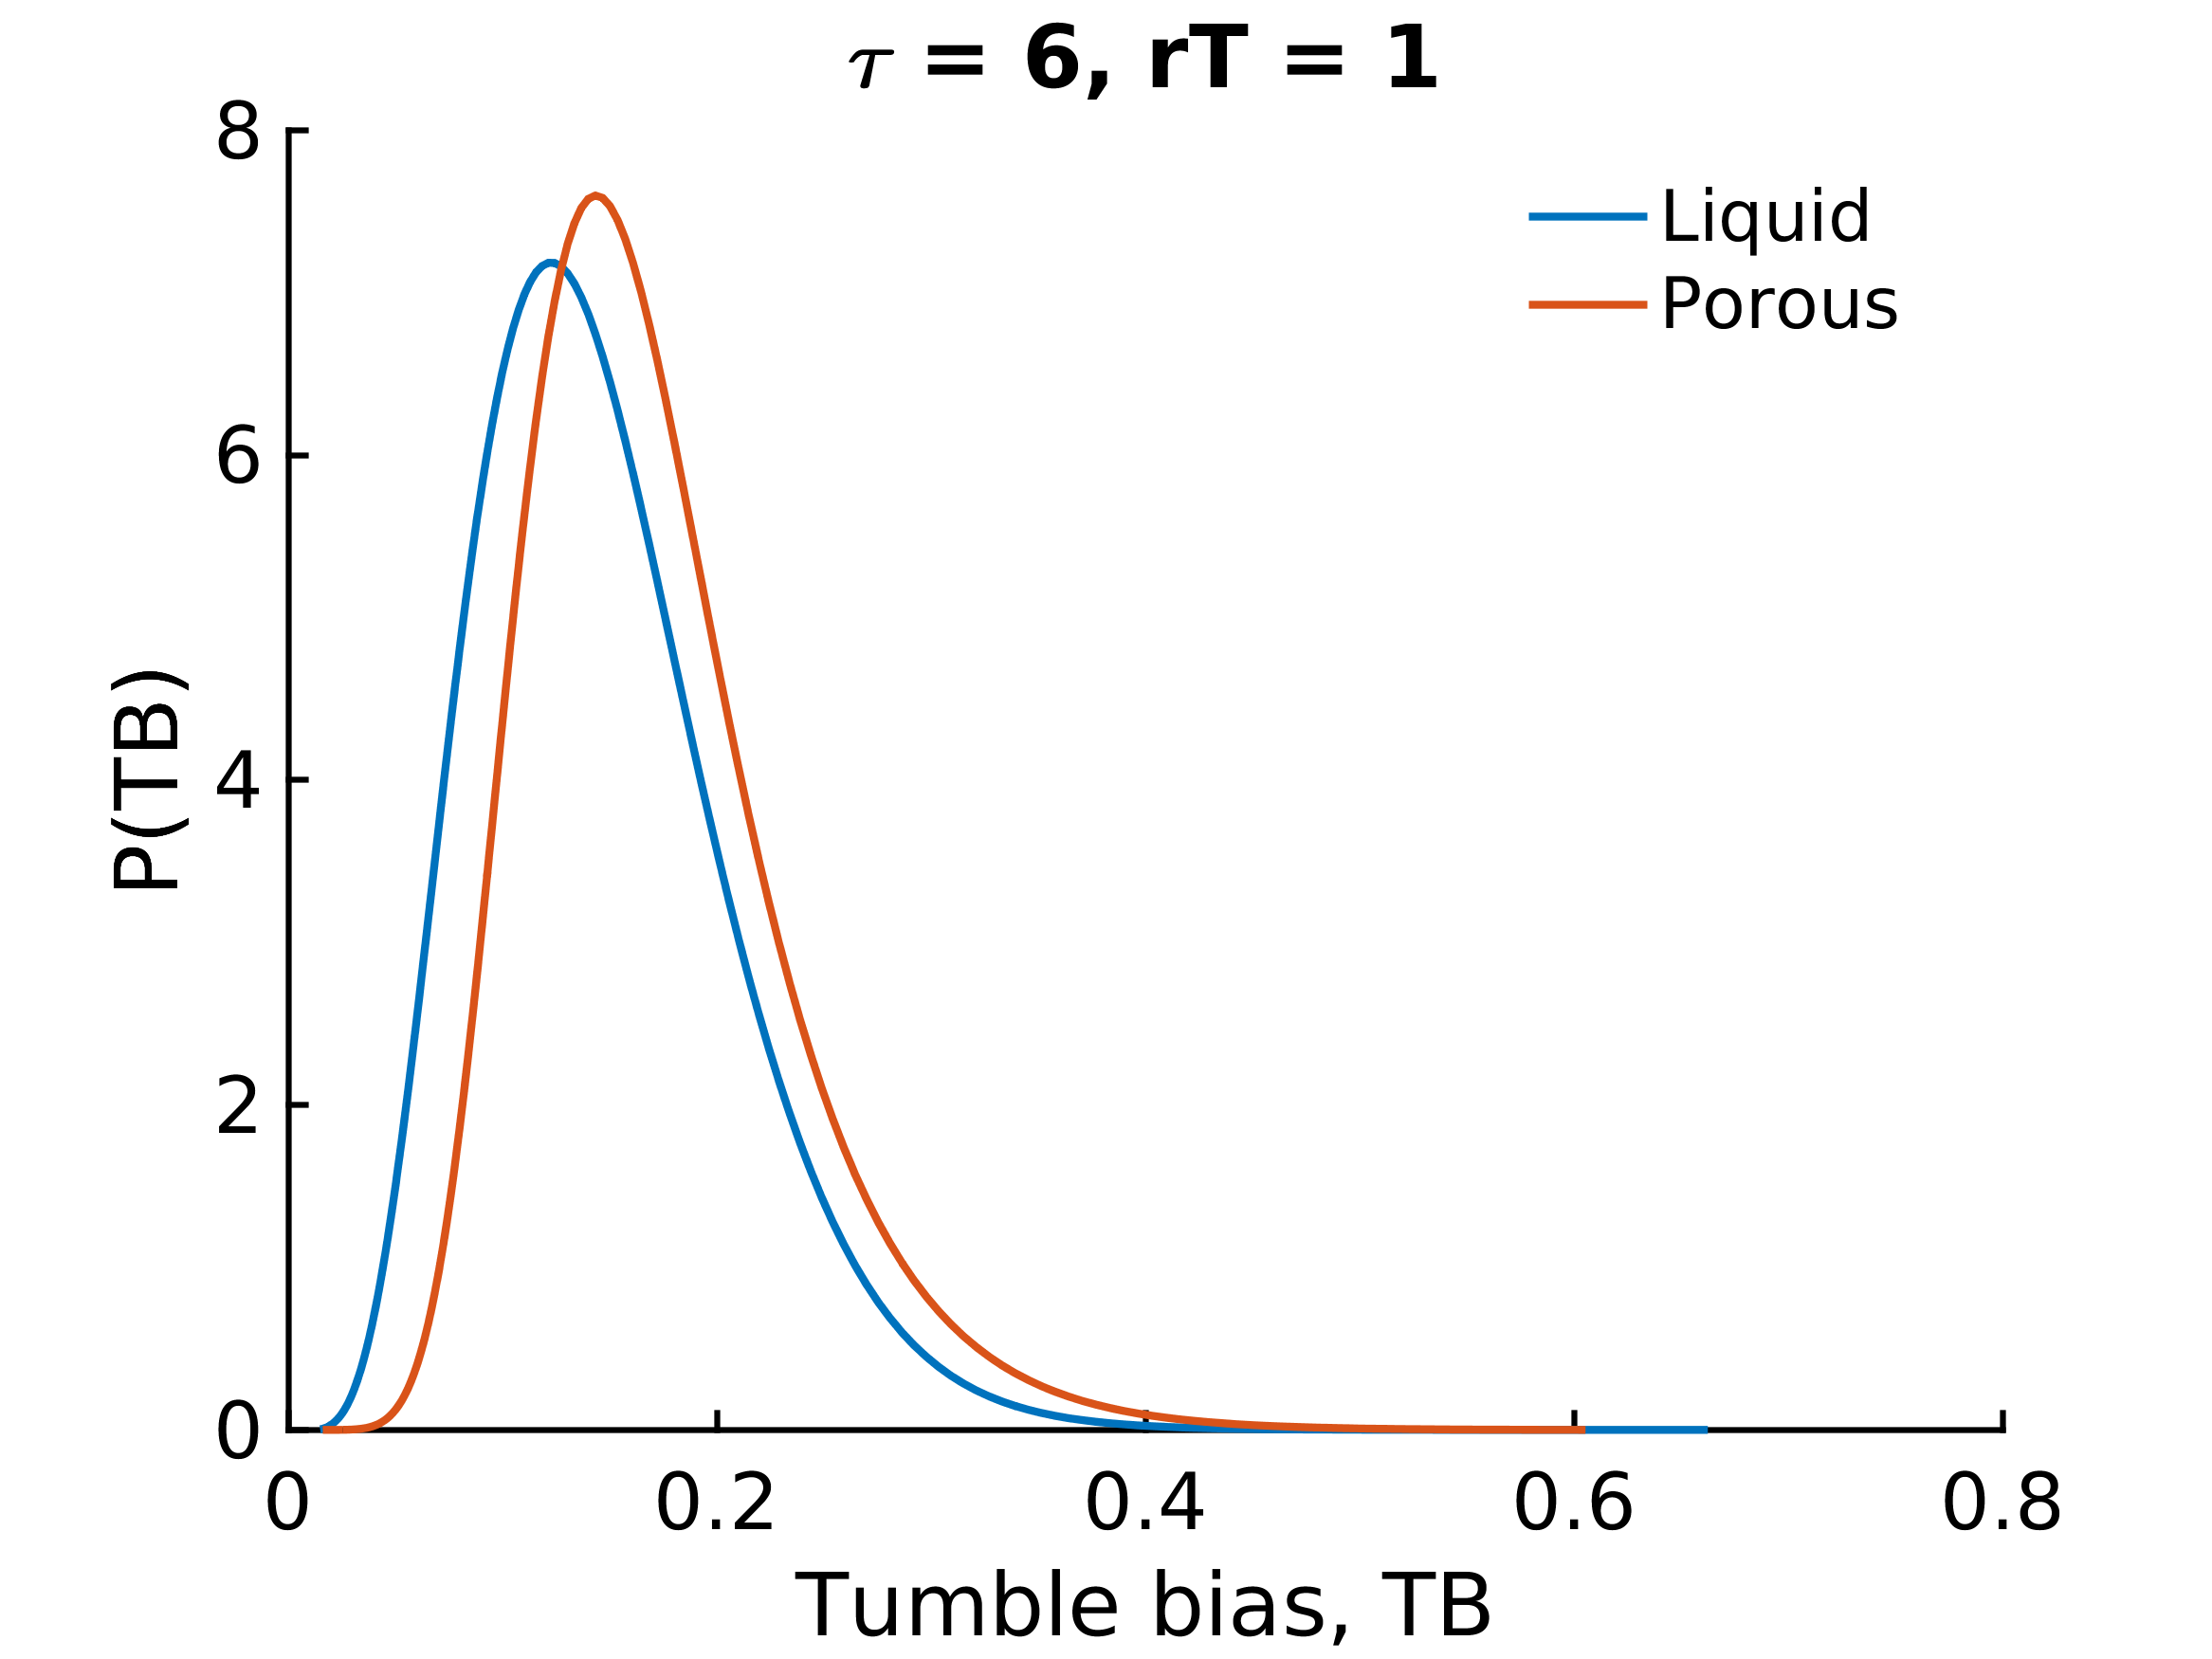 τ = 6, rT = 1
Liquid
Porous
P(TB)
8
6
4
2
0
0 0.2 0.4 0.6 0.8
Tumble bias, TB